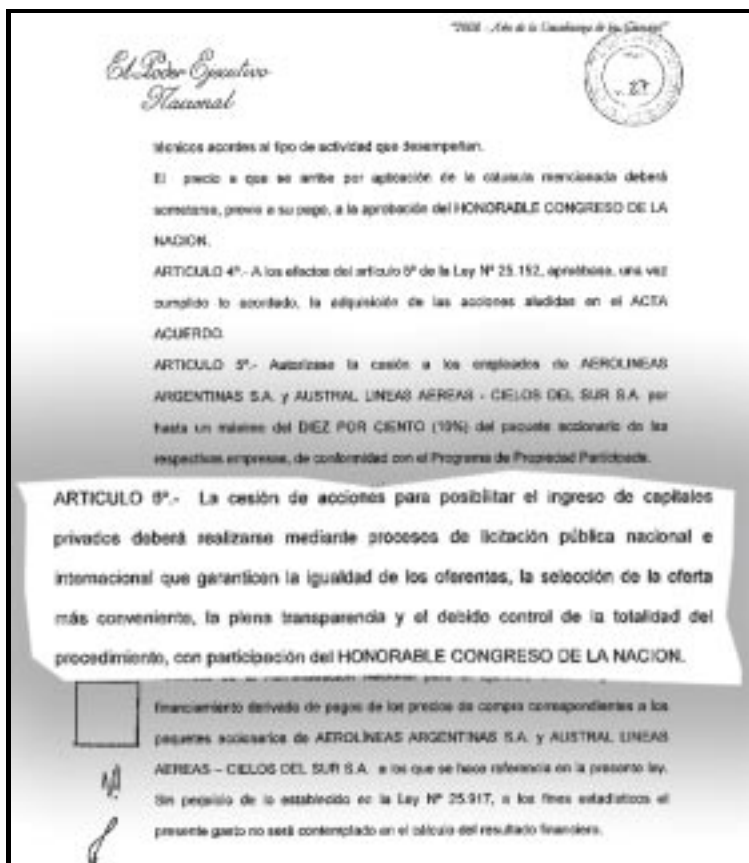 "2008 - Año de la Enseñanza de las Ciencias"
El Poder Ejecutivo
Nacional
27
técnicos acordes al tipo de actividad que desempeñan.
El precio a que se arribe por aplicación de la cláusula mencionada deberá
someterse, previo a su pago, a la aprobación del HONORABLE CONGRESO DE LA
NACION.
ARTICULO 4º.- A los efectos del artículo 5º de la Ley Nº 25.152, apruébase, una vez
cumplido lo acordado, la adquisición de las acciones aludidas en el ACTA
ACUERDO.
ARTICULO 5º.- Autorízase la cesión a los empleados de AEROLINEAS
ARGENTINAS S.A. y AUSTRAL LINEAS AEREAS - CIELOS DEL SUR S.A. por
hasta un máximo del DIEZ POR CIENTO (10%) del paquete accionario de las
respectivas empresas, de conformidad con el Programa de Propiedad Participada.
ARTICULO 6º.- La cesión de acciones para posibilitar el ingreso de capitales
privados deberá realizarse mediante procesos de licitación pública nacional e
internacional que garanticen la igualdad de los oferentes, la selección de la oferta
más conveniente, la plena transparencia y el debido control de la totalidad del
procedimiento, con participación del HONORABLE CONGRESO DE LA NACION.
financiamiento derivado de pagos de los precios de compra correspondientes a los
paquetes accionarios de AEROLÍNEAS ARGENTINAS S.A. y AUSTRAL LINEAS
AEREAS – CIELOS DEL SUR S.A. a los que se hace referencia en la presente ley.
Sin perjuicio de lo establecido en la Ley Nº 25.917, a los fines estadísticos el
presente gasto no será contemplado en el cálculo del resultado financiero.